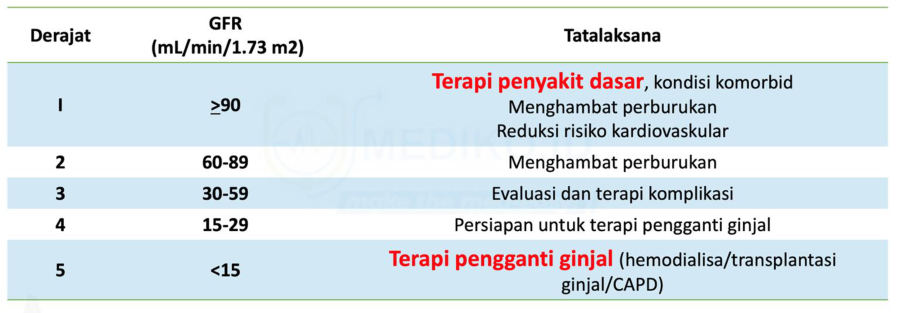 Derajat GFR (mL/min/1.73 m2) Tatalaksana
I ≥90 Terapi penyakit dasar, kondisi komorbid
Menghambat perburukan
Reduksi risiko kardiovaskular
2 60-89 Menghambat perburukan
3 30-59 Evaluasi dan terapi komplikasi
4 15-29 Persiapan untuk terapi pengganti ginjal
5 <15 Terapi pengganti ginjal (hemodialisa/transplantasi
ginjal/CAPD)